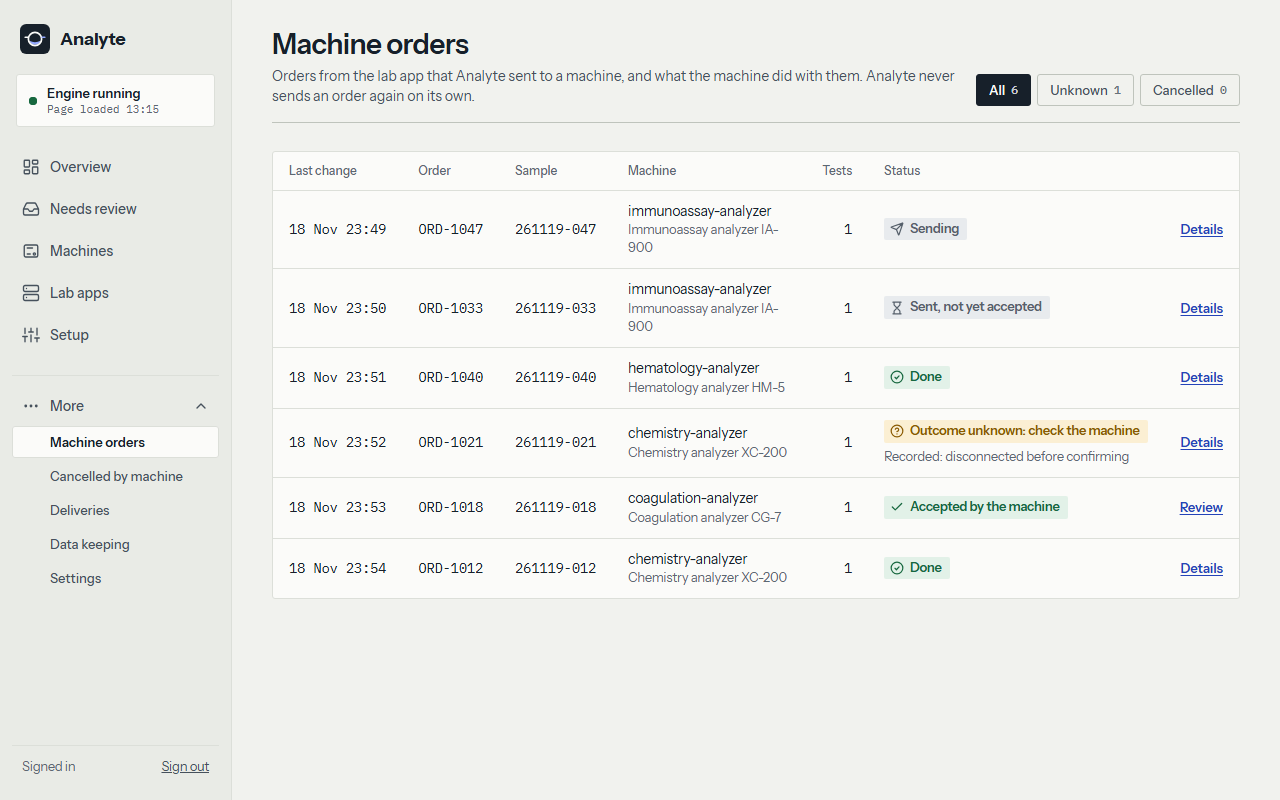 Analyte
Engine running
Page loaded 13:15
Overview
Needs review
Machines
Lab apps
Setup
More
Machine orders
Cancelled by machine
Deliveries
Data keeping
Settings
Signed in
Sign out
Machine orders
Orders from the lab app that Analyte sent to a machine, and what the machine did with them. Analyte never
sends an order again on its own.
All 6
Unknown 1
Cancelled 0
Last change Order Sample Machine Tests Status
18 Nov 23:49 ORD-1047 261119-047 immunoassay-analyzer 1 Sending Details
Immunoassay analyzer IA-
900
18 Nov 23:50 ORD-1033 261119-033 immunoassay-analyzer 1 Sent, not yet accepted Details
Immunoassay analyzer IA-
900
18 Nov 23:51 ORD-1040 261119-040 hematology-analyzer 1 Done Details
Hematology analyzer HM-5
18 Nov 23:52 ORD-1021 261119-021 chemistry-analyzer 1 Outcome unknown: check the machine Details
Chemistry analyzer XC-200 Recorded: disconnected before confirming
18 Nov 23:53 ORD-1018 261119-018 coagulation-analyzer 1 Accepted by the machine Review
Coagulation analyzer CG-7
18 Nov 23:54 ORD-1012 261119-012 chemistry-analyzer 1 Done Details
Chemistry analyzer XC-200